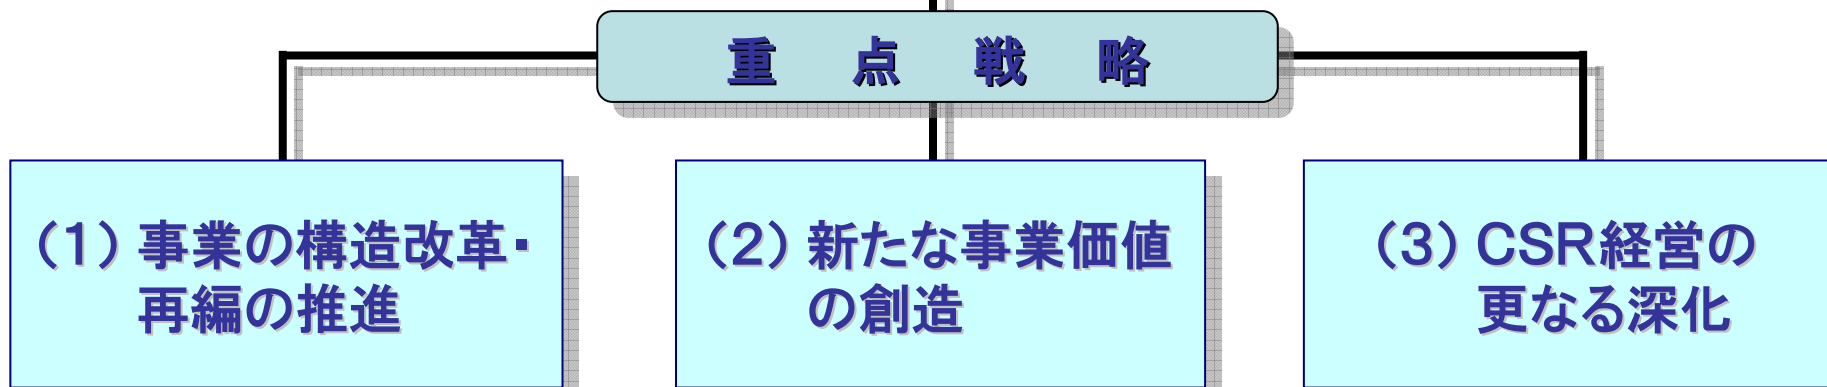 重点戦略
(1) 事業の構造改革・
再編の推進
(2) 新たな事業価値
の創造
(3) CSR経営の
更なる深化